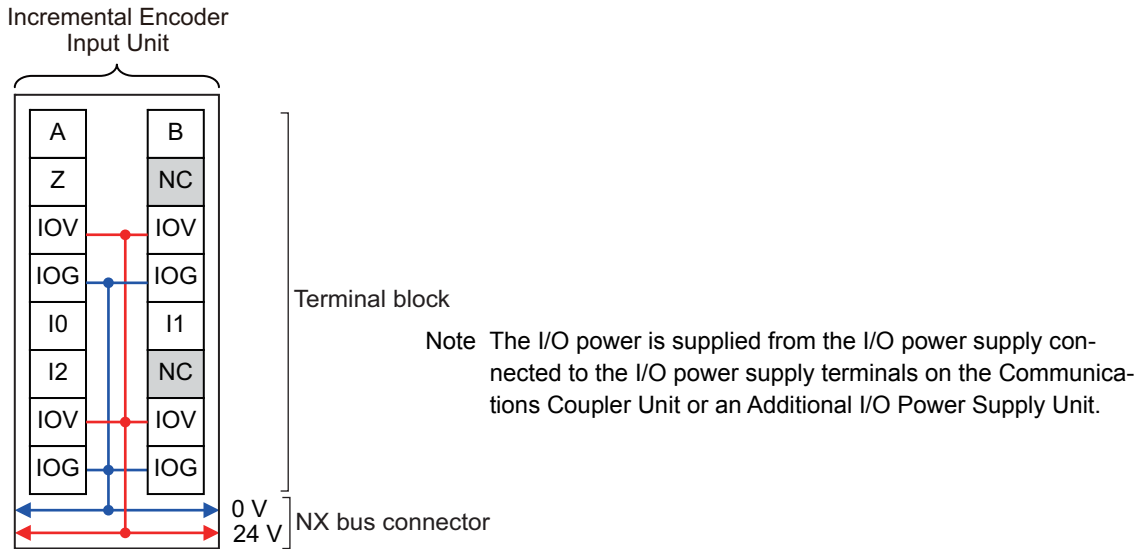 Incremental Encoder
Input Unit
A B
Z NC
IOV IOV
IOG IOG
Terminal block
I0 I1
I2 NC
IOV IOV
IOG IOG
Note The I/O power is supplied from the I/O power supply con-
nected to the I/O power supply terminals on the Communica-
tions Coupler Unit or an Additional I/O Power Supply Unit.
0 V
24 V
NX bus connector